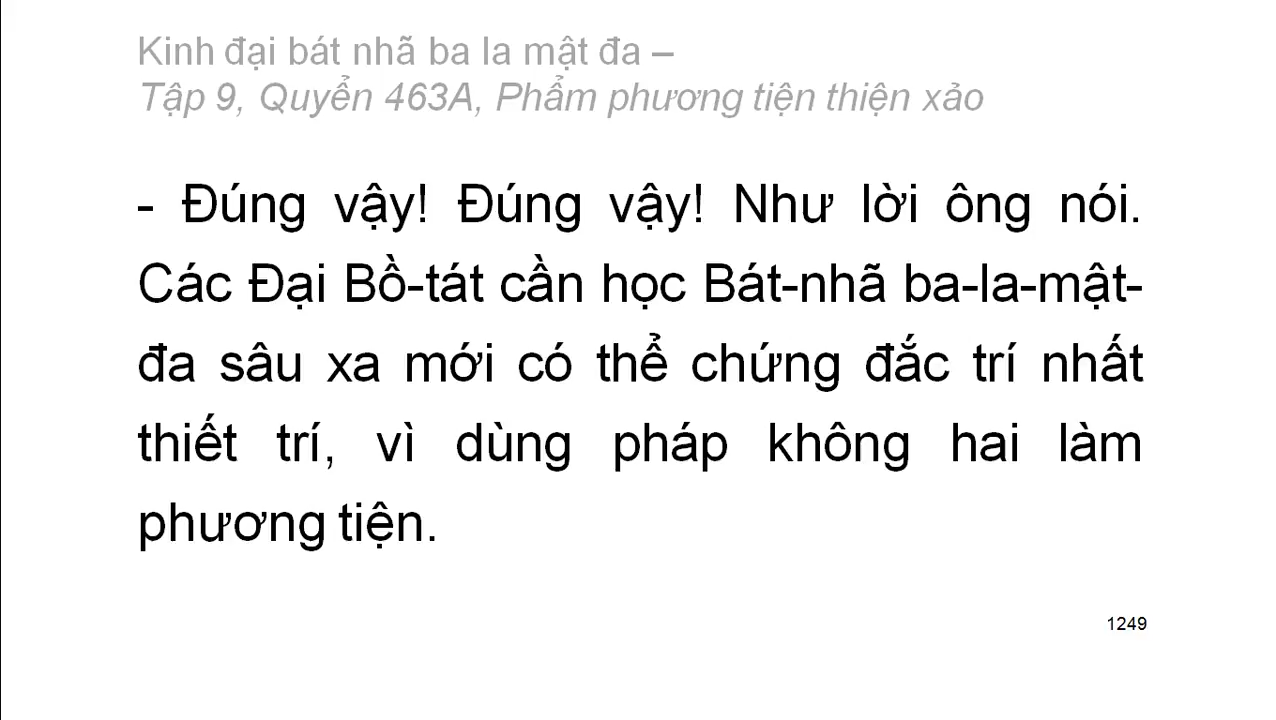 Kinh đại bát nhã ba la mật đa –
Tập 9, Quyển 463A, Phẩm phương tiện thiện xảo
- Đúng vậy! Đúng vậy! Như lời ông nói.
Các Đại Bồ-tát cần học Bát-nhã ba-la-mật-
đa sâu xa mới có thể chứng đắc trí nhất
thiết trí, vì dùng pháp không hai làm
phương tiện.
1249